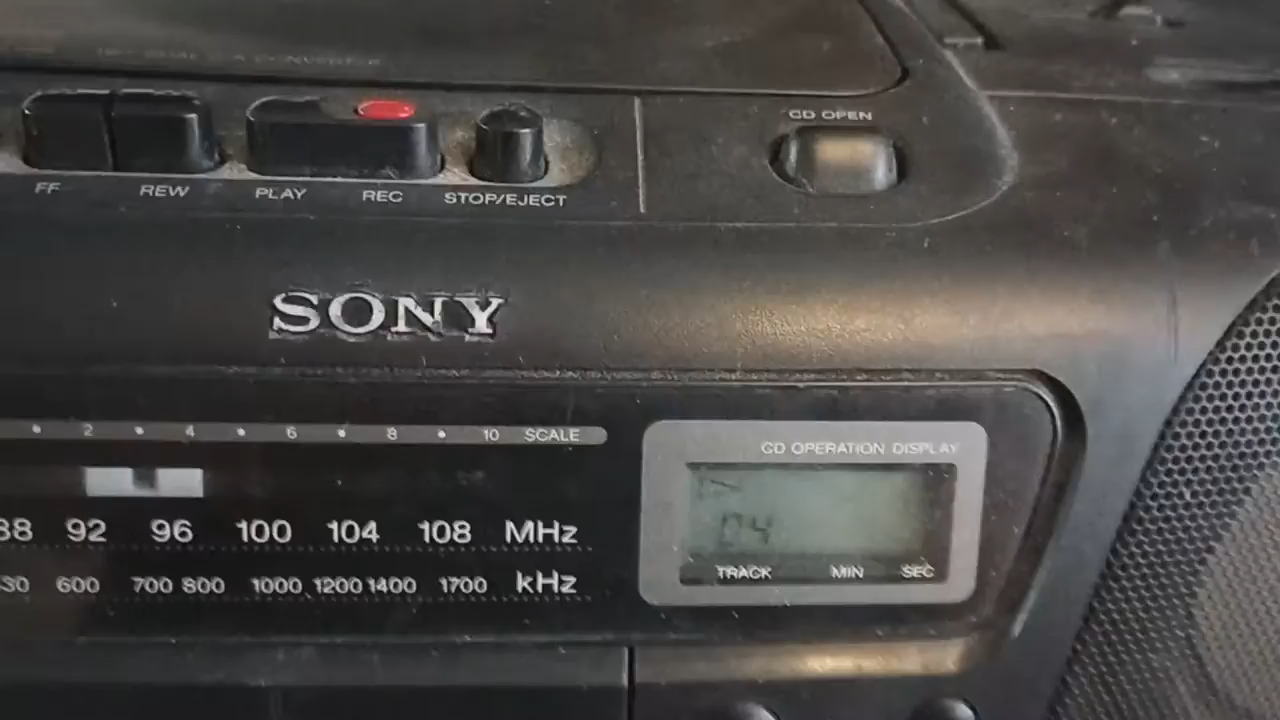 CONVERTER
CD OPEN
FF REW PLAY REC STOP/EJECT
SONY
2 4 6 8 10 SCALE
CD OPERATION DISPLAY
88 92 96 100 104 108 MHz
04
600 700 800 1000 1200 1400 1700 kHz
TRACK MIN SEC